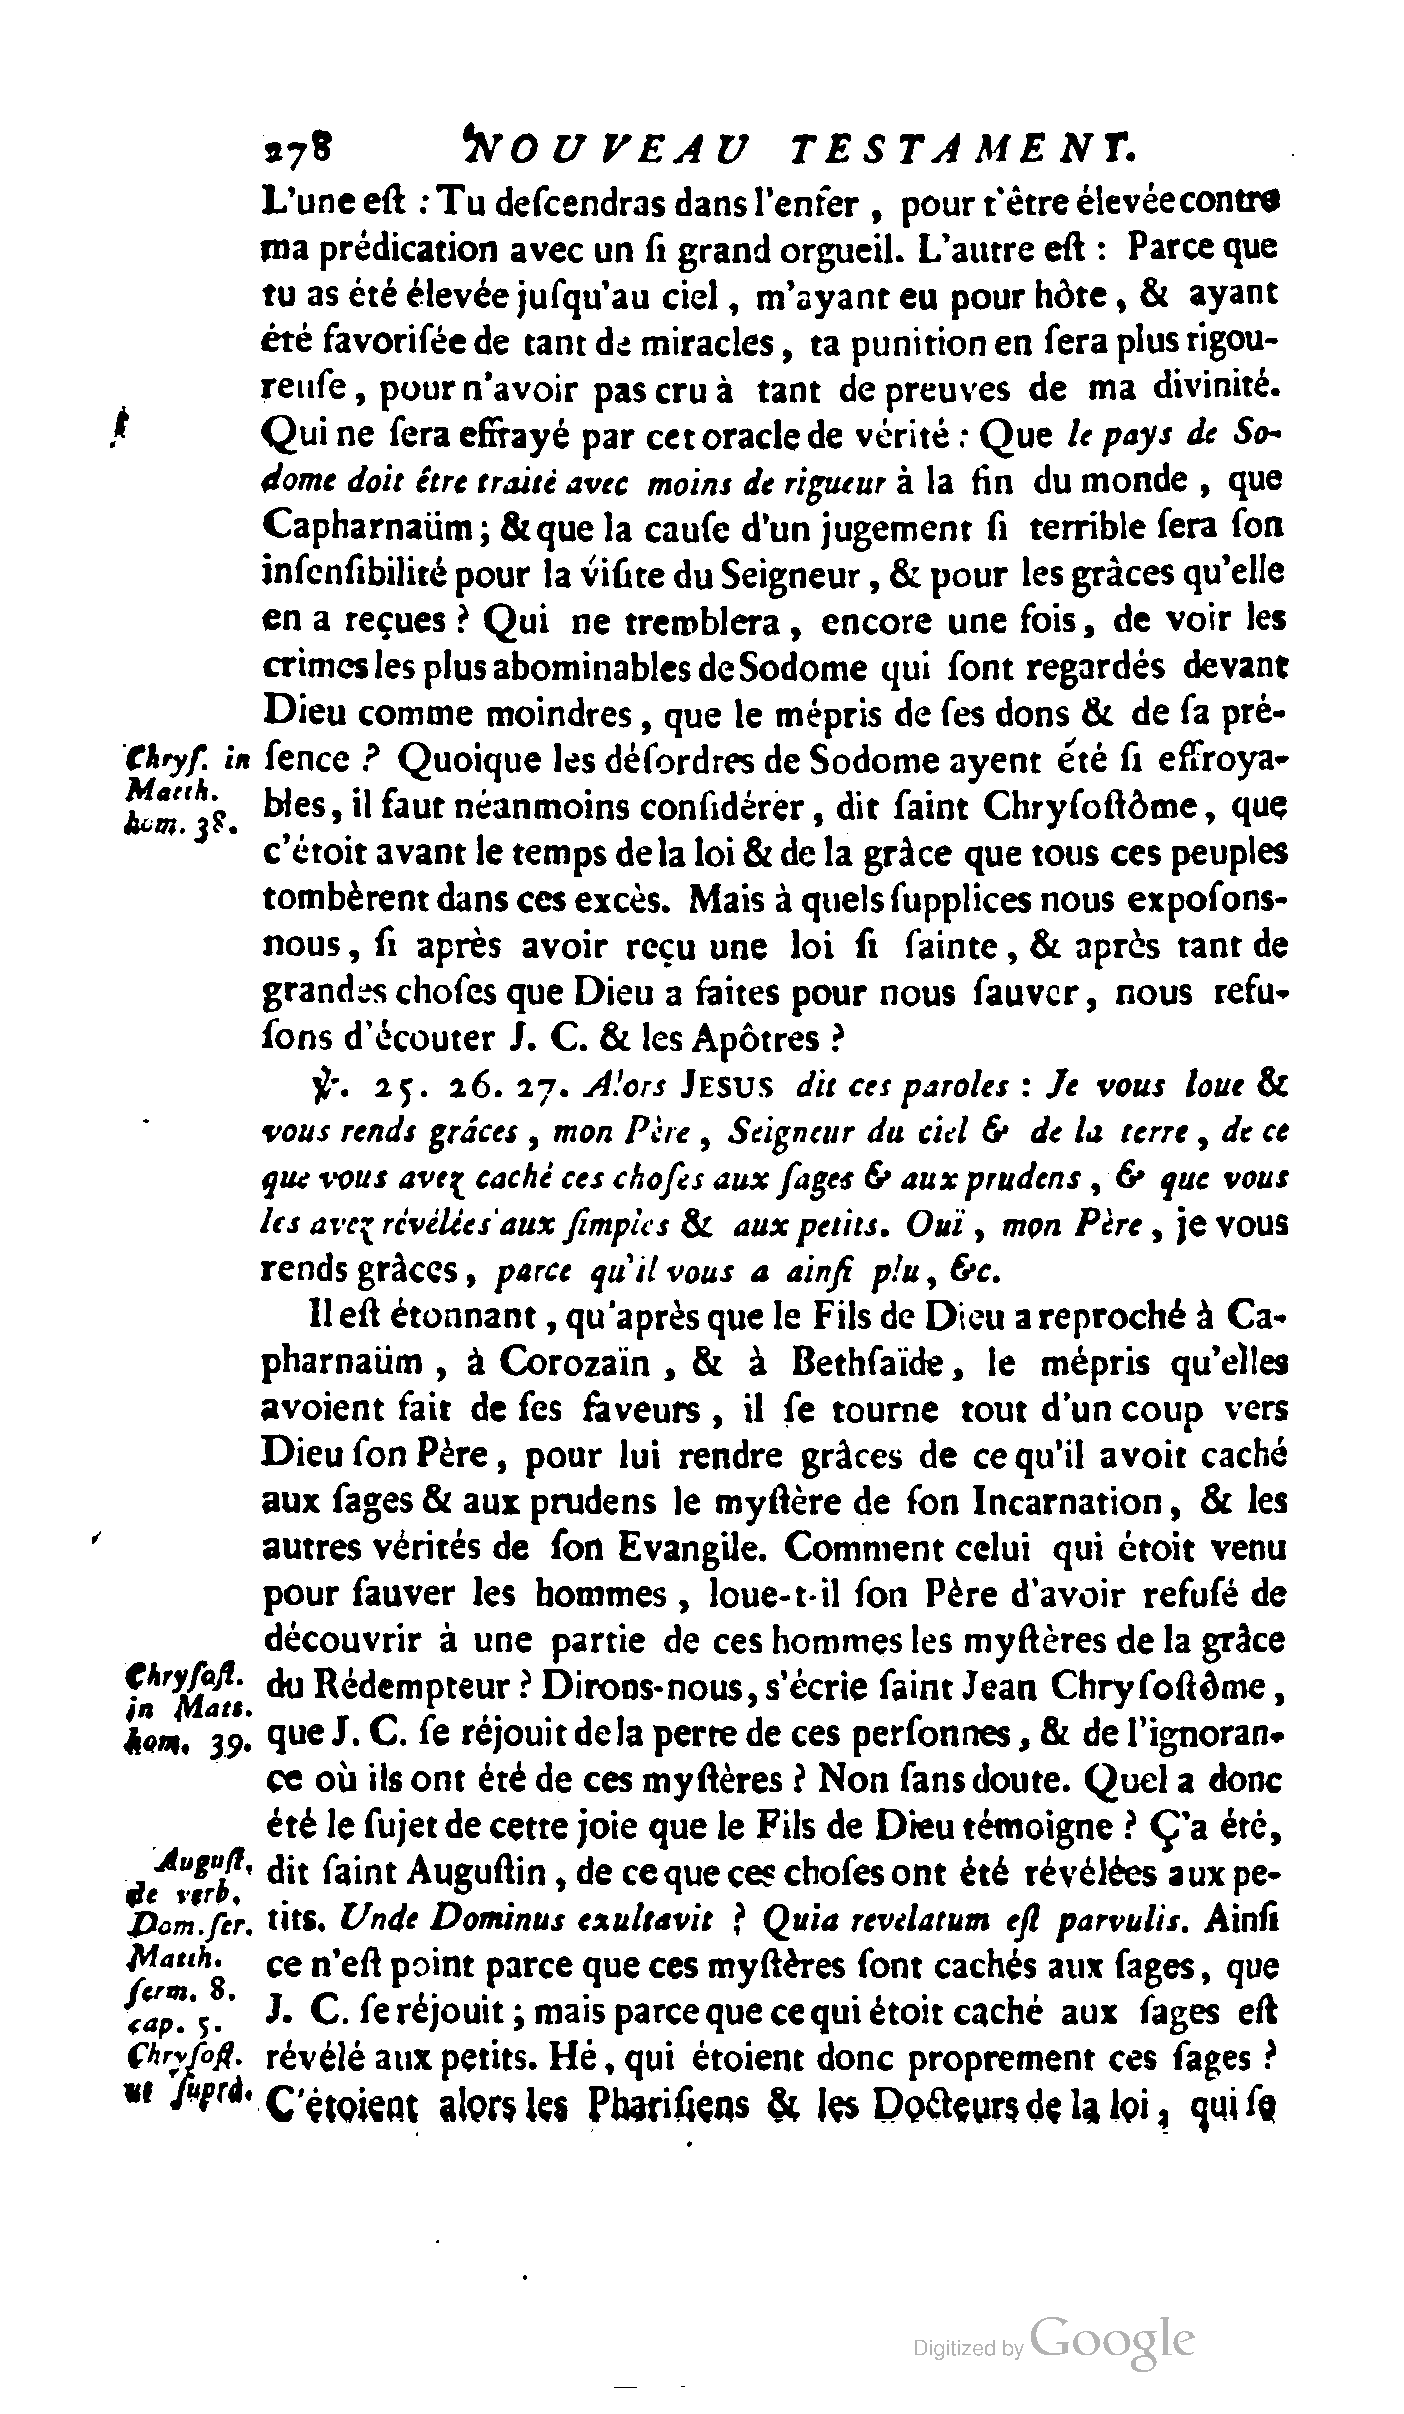 278 NOUVEAU TESTAMENT.
L'une eſt : Tu deſcendras dans l'enfer , pour t'être élevée contre
ma prédication avec un ſi grand orgueil. L'autre eſt : Parce que
tu as été élevée juſqu'au ciel , m'ayant eu pour hôte , & ayant
été favoriſée de tant de miracles , ta punition en ſera plus rigou-
reuſe , pour n'avoir pas cru à tant de preuves de ma divinité.
Qui ne ſera effrayé par cet oracle de vérité : Que le pays de So-
dome doit être traité avec moins de rigueur à la fin du monde , que
Capharnaüm ; & que la cauſe d'un jugement ſi terrible ſera ſon
inſenſibilité pour la viſite du Seigneur , & pour les grâces qu'elle
en a reçues ? Qui ne tremblera , encore une fois , de voir les
crimes les plus abominables de Sodome qui ſont regardés devant
Dieu comme moindres , que le mépris de ſes dons & de ſa pré-
Chryſ. in
Matth.
hom. 38.
ſence ? Quoique les déſordres de Sodome ayent été ſi effroya-
bles , il faut néanmoins conſidérer , dit ſaint Chryſoſtôme , que
c'étoit avant le temps de la loi & de la grâce que tous ces peuples
tombèrent dans ces excès. Mais à quels ſupplices nous expoſons-
nous , ſi après avoir reçu une loi ſi ſainte , & après tant de
grandes choſes que Dieu a faites pour nous ſauver , nous refu-
ſons d'écouter J. C. & les Apôtres ?
℣. 25. 26. 27. Alors JESUS dit ces paroles : Je vous loue &
vous rends grâces , mon Père , Seigneur du ciel & de la terre , de ce
que vous avez caché ces choſes aux ſages & aux prudens , & que vous
les avez révélées aux ſimples & aux petits. Ouï , mon Père , je vous
rends grâces , parce qu'il vous a ainſi plu , &c.
Il eſt étonnant , qu'après que le Fils de Dieu a reproché à Ca-
pharnaüm , à Corozaïn , & à Bethſaïde , le mépris qu'elles
avoient fait de ſes faveurs , il ſe tourne tout d'un coup vers
Dieu ſon Père , pour lui rendre grâces de ce qu'il avoit caché
aux ſages & aux prudens le myſtère de ſon Incarnation , & les
autres vérités de ſon Evangile. Comment celui qui étoit venu
pour ſauver les hommes , loue-t-il ſon Père d'avoir refuſé de
découvrir à une partie de ces hommes les myſtères de la grâce
Chryſoſt.
in Matt.
hom. 39.
du Rédempteur ? Dirons-nous , s'écrie ſaint Jean Chryſoſtôme ,
que J. C. ſe réjouit de la perte de ces perſonnes , & de l'ignoran-
ce où ils ont été de ces myſtères ? Non ſans doute. Quel a donc
été le ſujet de cette joie que le Fils de Dieu témoigne ? Ç'a été ,
Auguſt.
de verb.
Dom. ſer.
Matth.
ſerm. 8.
cap. 5.
Chryſoſt.
ut ſuprà.
dit ſaint Auguſtin , de ce que ces choſes ont été révélées aux pe-
tits. Unde Dominus exultavit ? Quia revelatum eſt parvulis. Ainſi
ce n'eſt point parce que ces myſtères ſont cachés aux ſages , que
J. C. ſe réjouit ; mais parce que ce qui étoit caché aux ſages eſt
révélé aux petits. Hé , qui étoient donc proprement ces ſages ?
C'étoient alors les Phariſiens & les Docteurs de la loi , qui ſe
Digitized by Google